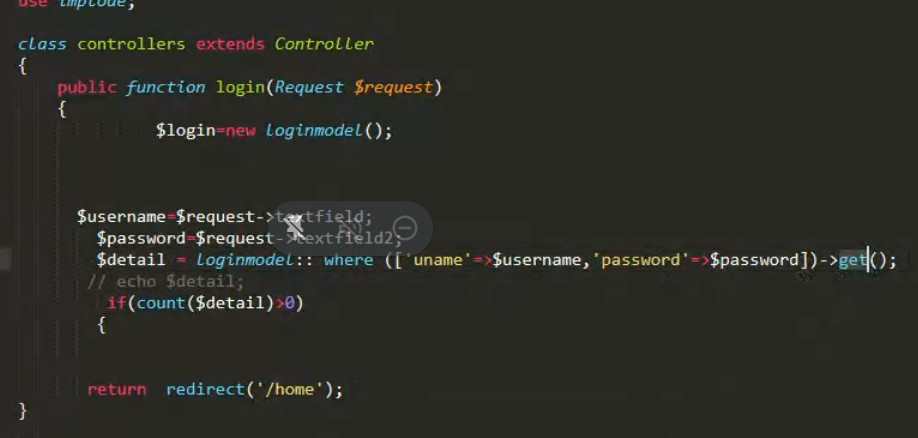 use Implode;
class controllers extends Controller
{
public function login(Request $request)
{
$login=new loginmodel();
$username=$request->textfield;
$password=$request->textfield2;
$detail = loginmodel:: where (['uname'=>$username,'password'=>$password])->get();
// echo $detail;
if(count($detail)>0)
{
return redirect('/home');
}